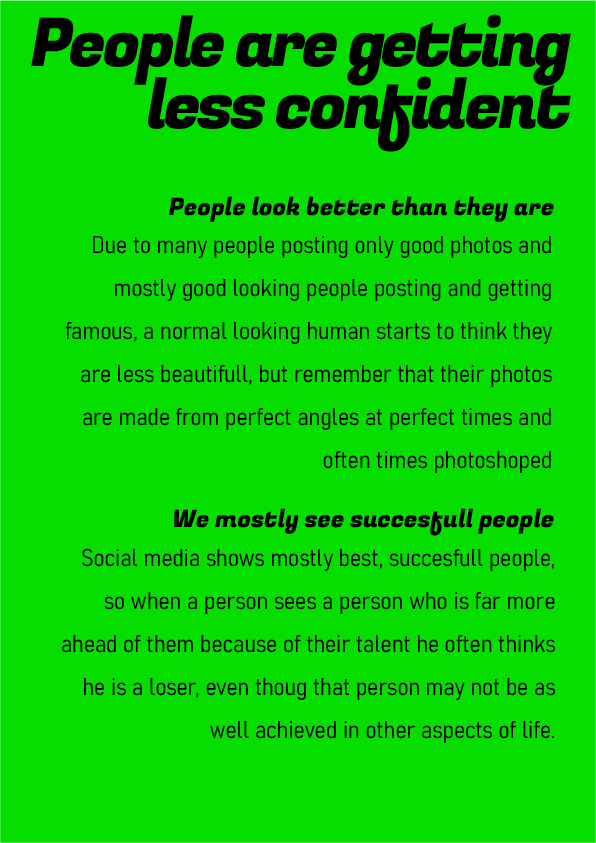 People are getting
less confident
People look better than they are
Due to many people posting only good photos and
mostly good looking people posting and getting
famous, a normal looking human starts to think they
are less beautifull, but remember that their photos
are made from perfect angles at perfect times and
often times photoshoped
We mostly see succesfull people
Social media shows mostly best, succesfull people,
so when a person sees a person who is far more
ahead of them because of their talent he often thinks
he is a loser, even thoug that person may not be as
well achieved in other aspects of life.